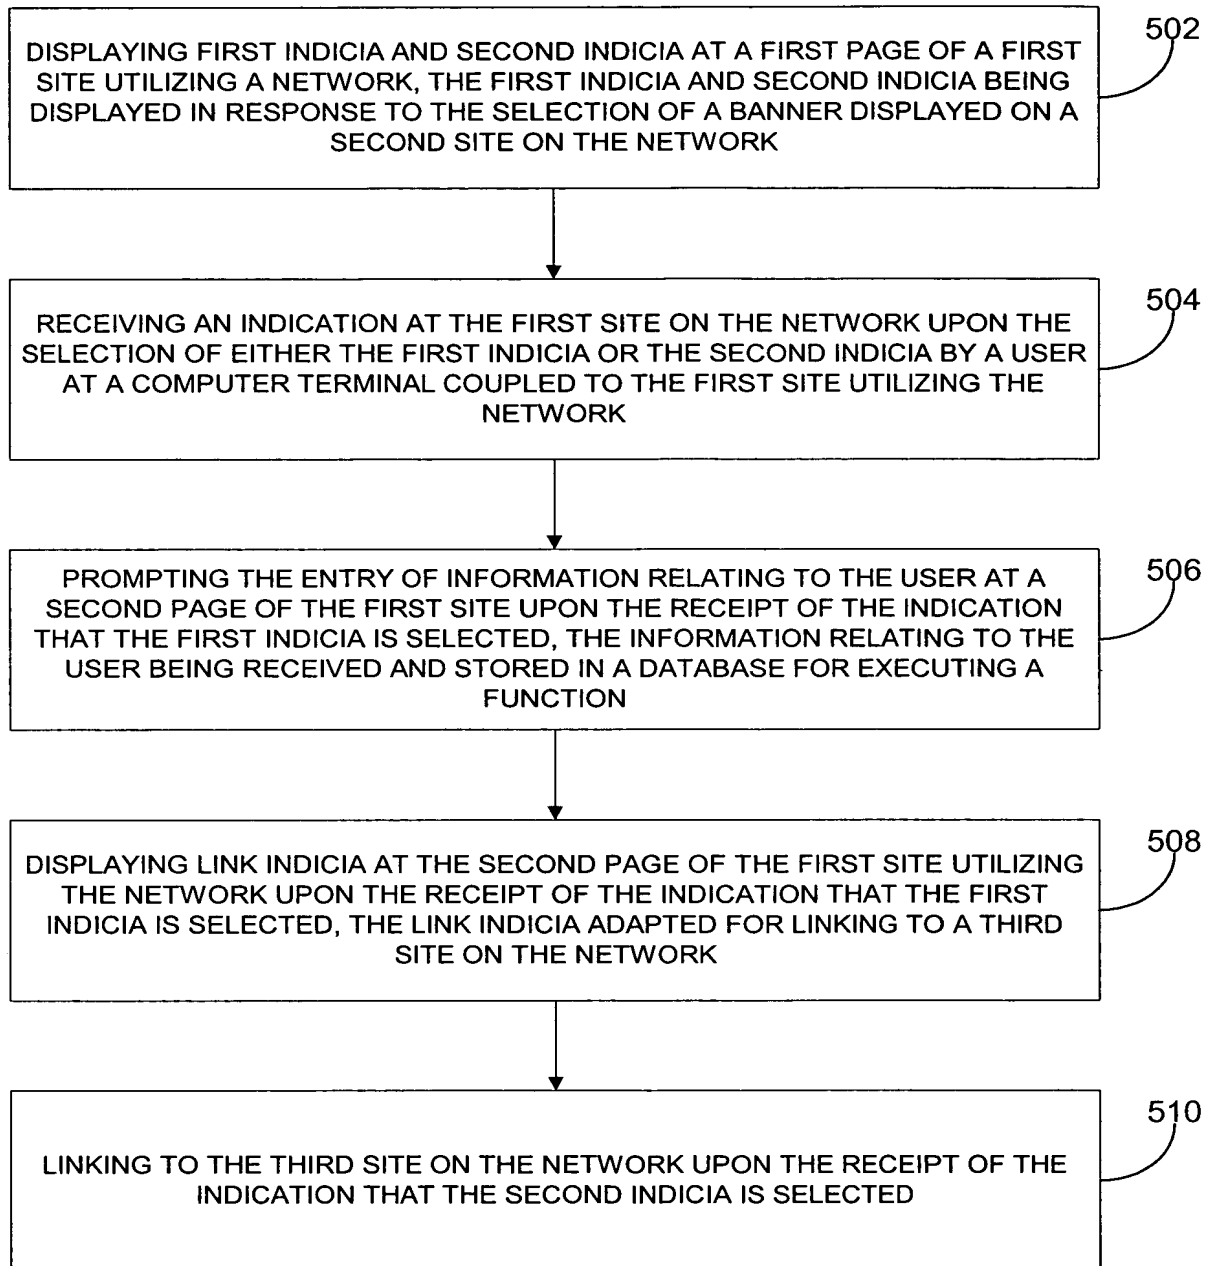 502
DISPLAYING FIRST INDICIA AND SECOND INDICIA AT A FIRST PAGE OF A FIRST
SITE UTILIZING A NETWORK, THE FIRST INDICIA AND SECOND INDICIA BEING
DISPLAYED IN RESPONSE TO THE SELECTION OF A BANNER DISPLAYED ON A
SECOND SITE ON THE NETWORK
504
RECEIVING AN INDICATION AT THE FIRST SITE ON THE NETWORK UPON THE
SELECTION OF EITHER THE FIRST INDICIA OR THE SECOND INDICIA BY A USER
AT A COMPUTER TERMINAL COUPLED TO THE FIRST SITE UTILIZING THE
NETWORK
506
PROMPTING THE ENTRY OF INFORMATION RELATING TO THE USER AT A
SECOND PAGE OF THE FIRST SITE UPON THE RECEIPT OF THE INDICATION
THAT THE FIRST INDICIA IS SELECTED, THE INFORMATION RELATING TO THE
USER BEING RECEIVED AND STORED IN A DATABASE FOR EXECUTING A
FUNCTION
508
DISPLAYING LINK INDICIA AT THE SECOND PAGE OF THE FIRST SITE UTILIZING
THE NETWORK UPON THE RECEIPT OF THE INDICATION THAT THE FIRST
INDICIA IS SELECTED, THE LINK INDICIA ADAPTED FOR LINKING TO A THIRD
SITE ON THE NETWORK
510
LINKING TO THE THIRD SITE ON THE NETWORK UPON THE RECEIPT OF THE
INDICATION THAT THE SECOND INDICIA IS SELECTED